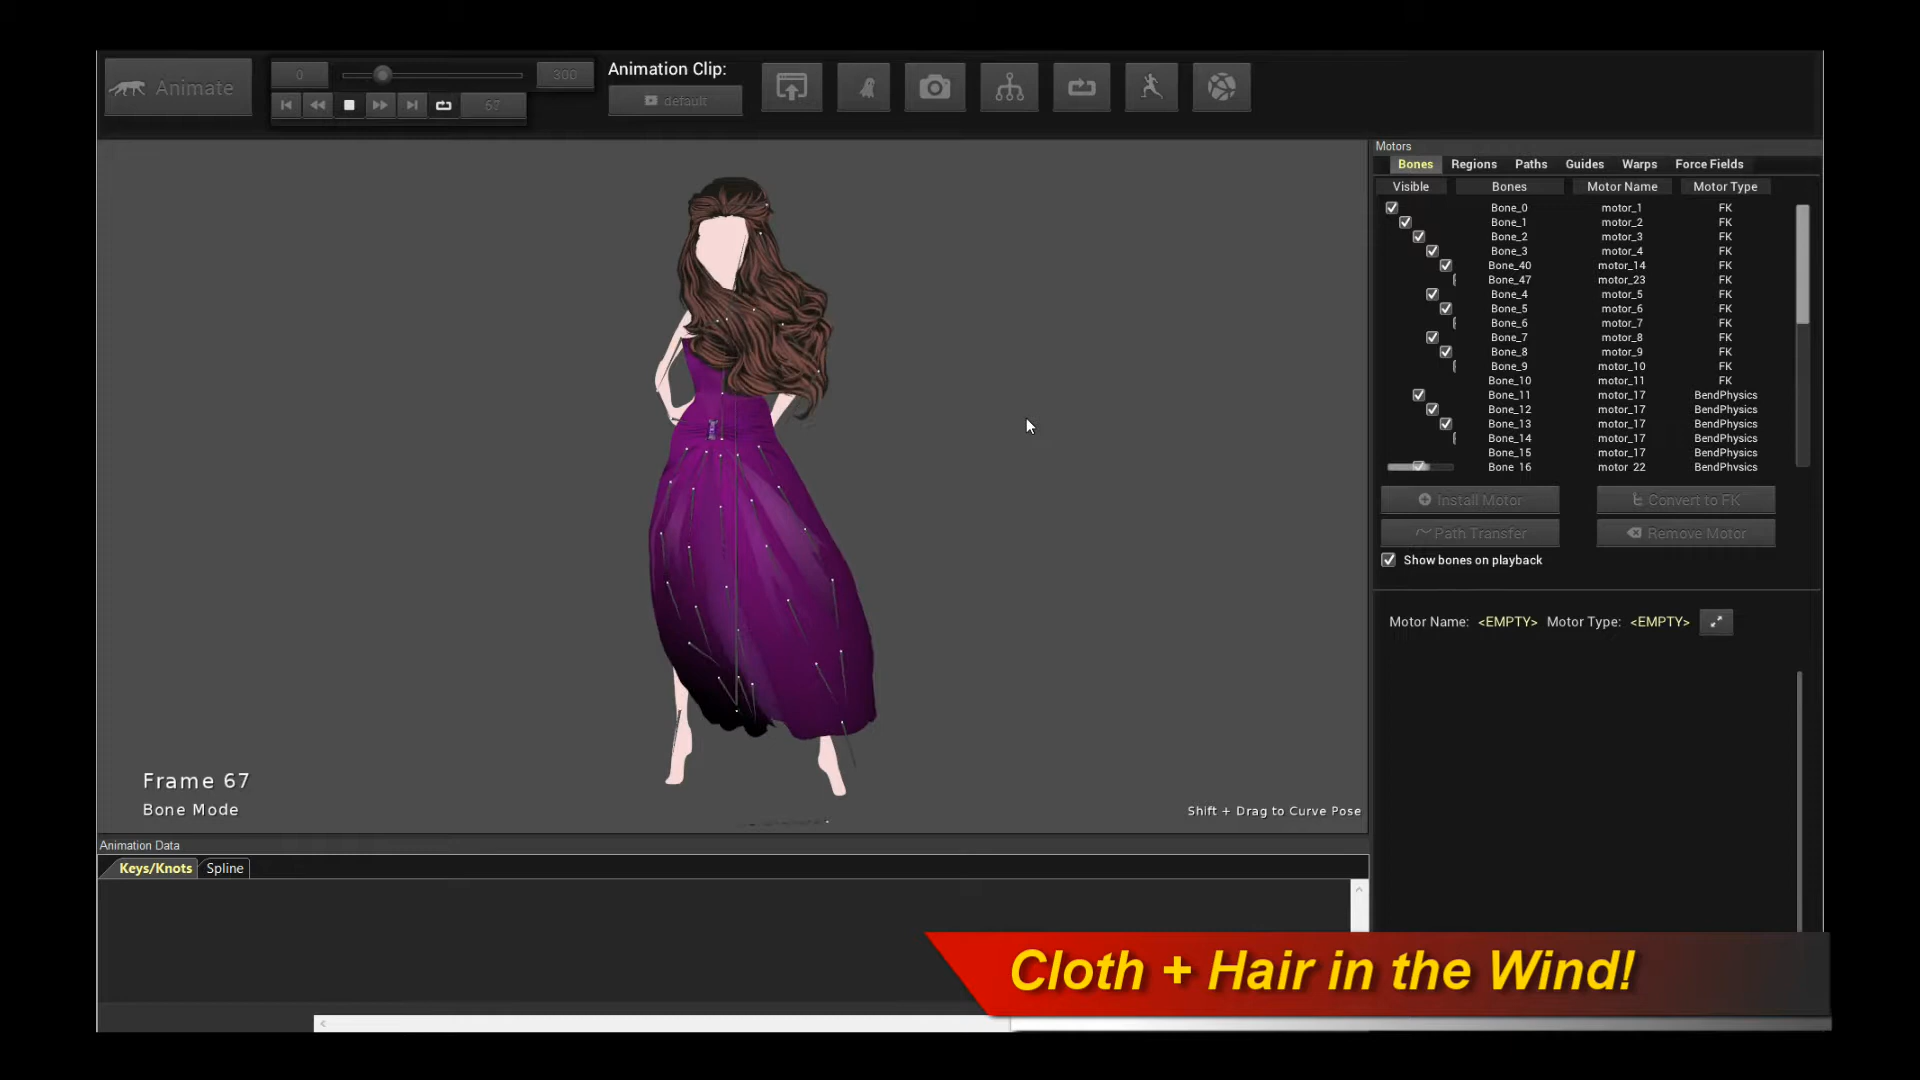 Animate
0
300
67
Animation Clip:
default
Motors
Bones Regions Paths Guides Warps Force Fields
Visible Bones Motor Name Motor Type
Bone_0 motor_1 FK
Bone_1 motor_2 FK
Bone_2 motor_3 FK
Bone_3 motor_4 FK
Bone_40 motor_14 FK
Bone_47 motor_23 FK
Bone_4 motor_5 FK
Bone_5 motor_6 FK
Bone_6 motor_7 FK
Bone_7 motor_8 FK
Bone_8 motor_9 FK
Bone_9 motor_10 FK
Bone_10 motor_11 FK
Bone_11 motor_17 BendPhysics
Bone_12 motor_17 BendPhysics
Bone_13 motor_17 BendPhysics
Bone_14 motor_17 BendPhysics
Bone_15 motor_17 BendPhysics
Bone_16 motor_22 BendPhysics
Install Motor Convert to FK
Path Transfer Remove Motor
Show bones on playback
Motor Name: <EMPTY> Motor Type: <EMPTY>
Frame 67
Bone Mode
Shift + Drag to Curve Pose
Animation Data
Keys/Knots Spline
Cloth + Hair in the Wind!